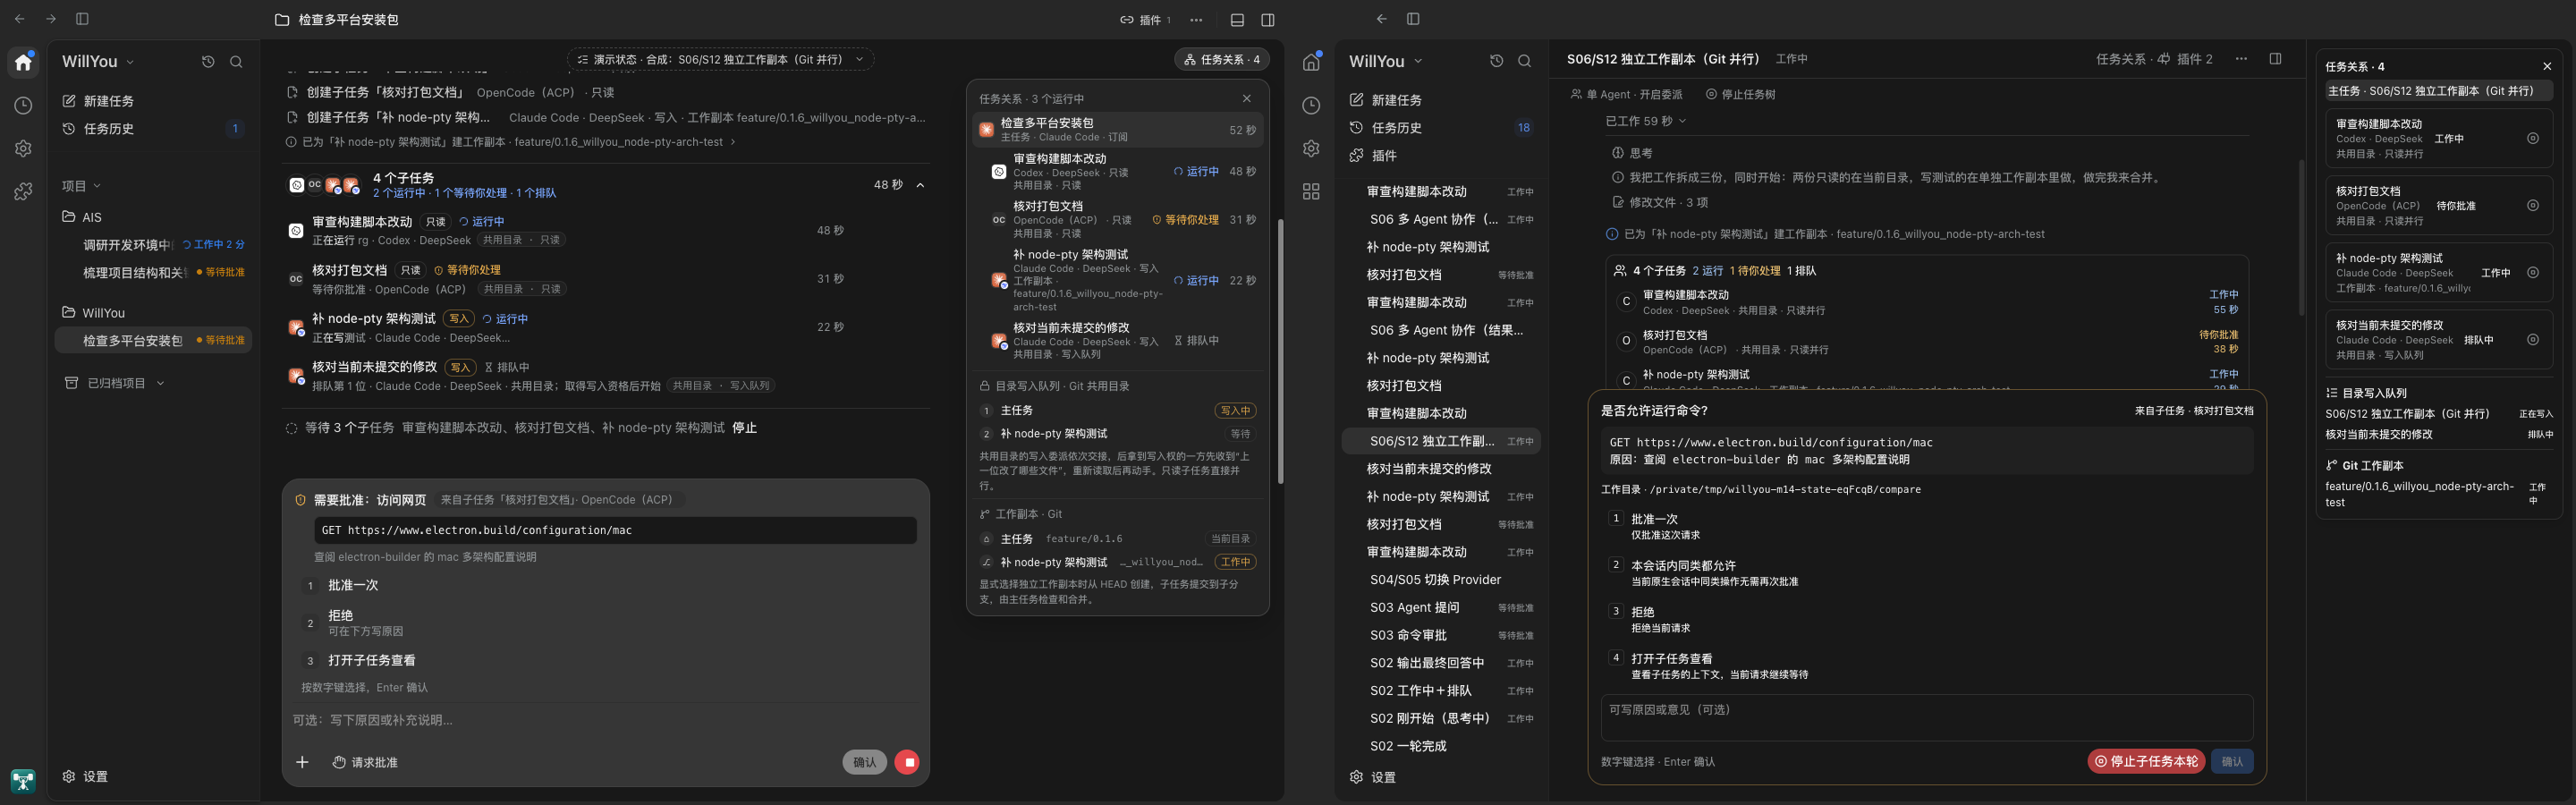 检查多平台安装包
插件 1
WillYou
新建任务
任务历史 1
项目
AIS
调研开发环境中 工作中 2 分
梳理项目结构和关 等待批准
WillYou
检查多平台安装包 等待批准
已归档项目
设置
演示状态 · 合成：S06/S12 独立工作副本（Git 并行）
任务关系 · 4
创建子任务「核对打包文档」 OpenCode（ACP） · 只读
创建子任务「补 node-pty 架构... Claude Code · DeepSeek · 写入 · 工作副本 feature/0.1.6_willyou_node-pty-a...
已为「补 node-pty 架构测试」建工作副本 · feature/0.1.6_willyou_node-pty-arch-test
OC
4 个子任务
2 个运行中 · 1 个等待你处理 · 1 个排队
48 秒
审查构建脚本改动 只读 运行中
正在运行 rg · Codex · DeepSeek 共用目录 · 只读
48 秒
OC
核对打包文档 只读 等待你处理
等待你批准 · OpenCode（ACP） 共用目录 · 只读
31 秒
补 node-pty 架构测试 写入 运行中
正在写测试 · Claude Code · DeepSeek...
22 秒
核对当前未提交的修改 写入 排队中
排队第 1 位 · Claude Code · DeepSeek · 共用目录；取得写入资格后开始 共用目录 · 写入队列
等待 3 个子任务 审查构建脚本改动、核对打包文档、补 node-pty 架构测试 停止
需要批准：访问网页 来自子任务「核对打包文档」· OpenCode（ACP）
GET https://www.electron.build/configuration/mac
查阅 electron-builder 的 mac 多架构配置说明
1 批准一次
2 拒绝
可在下方写原因
3 打开子任务查看
按数字键选择，Enter 确认
可选：写下原因或补充说明...
请求批准
确认
任务关系 · 3 个运行中
检查多平台安装包
主任务 · Claude Code · 订阅
52 秒
审查构建脚本改动
Codex · DeepSeek · 只读
共用目录 · 只读
运行中 48 秒
OC
核对打包文档
OpenCode（ACP） · 只读
共用目录 · 只读
等待你处理 31 秒
补 node-pty 架构测试
Claude Code · DeepSeek · 写入
工作副本 ·
feature/0.1.6_willyou_node-pty-
arch-test
运行中 22 秒
核对当前未提交的修改
Claude Code · DeepSeek · 写入
共用目录 · 写入队列
排队中
目录写入队列 · Git 共用目录
1 主任务 写入中
2 补 node-pty 架构测试 等待
共用目录的写入委派依次交接，后拿到写入权的一方先收到“上
一位改了哪些文件”，重新读取后再动手。只读子任务直接并
行。
工作副本 · Git
主任务 feature/0.1.6 当前目录
补 node-pty 架构测试 …_willyou_nod... 工作中
显式选择独立工作副本时从 HEAD 创建，子任务提交到子分
支，由主任务检查和合并。
WillYou
新建任务
任务历史 18
插件
审查构建脚本改动 工作中
S06 多 Agent 协作（... 工作中
补 node-pty 架构测试
核对打包文档 等待批准
审查构建脚本改动 工作中
S06 多 Agent 协作（结果...
补 node-pty 架构测试
核对打包文档
审查构建脚本改动
S06/S12 独立工作副... 工作中
核对当前未提交的修改
补 node-pty 架构测试 工作中
核对打包文档 等待批准
审查构建脚本改动 工作中
S04/S05 切换 Provider
S03 Agent 提问 等待批准
S03 命令审批 等待批准
S02 输出最终回答中 工作中
S02 工作中＋排队 工作中
S02 刚开始（思考中） 工作中
S02 一轮完成
设置
S06/S12 独立工作副本（Git 并行） 工作中
任务关系 · 4 插件 2
单 Agent · 开启委派 停止任务树
已工作 59 秒
思考
我把工作拆成三份，同时开始：两份只读的在当前目录，写测试的在单独工作副本里做，做完我来合并。
修改文件 · 3 项
已为「补 node-pty 架构测试」建工作副本 · feature/0.1.6_willyou_node-pty-arch-test
4 个子任务 2 运行 1 待你处理 1 排队
C
审查构建脚本改动
Codex · DeepSeek · 共用目录 · 只读并行
工作中
55 秒
O
核对打包文档
OpenCode（ACP） · 共用目录 · 只读并行
待你批准
38 秒
C
补 node-pty 架构测试
工作中
是否允许运行命令？
来自子任务 · 核对打包文档
GET https://www.electron.build/configuration/mac
原因：查阅 electron-builder 的 mac 多架构配置说明
工作目录 · /private/tmp/willyou-m14-state-eqFcqB/compare
1 批准一次
仅批准这次请求
2 本会话内同类都允许
当前原生会话中同类操作无需再次批准
3 拒绝
拒绝当前请求
4 打开子任务查看
查看子任务的上下文，当前请求继续等待
可写原因或意见（可选）
数字键选择 · Enter 确认
停止子任务本轮
确认
任务关系 · 4
主任务 · S06/S12 独立工作副本（Git 并行）
审查构建脚本改动
Codex · DeepSeek 工作中
共用目录 · 只读并行
核对打包文档
OpenCode（ACP） 待你批准
共用目录 · 只读并行
补 node-pty 架构测试
Claude Code · DeepSeek 工作中
工作副本 · feature/0.1.6_willy
核对当前未提交的修改
Claude Code · DeepSeek 排队中
共用目录 · 写入队列
目录写入队列
S06/S12 独立工作副本（Git 并行） 正在写入
核对当前未提交的修改 排队中
Git 工作副本
feature/0.1.6_willyou_node-pty-arch-
test
工作
中